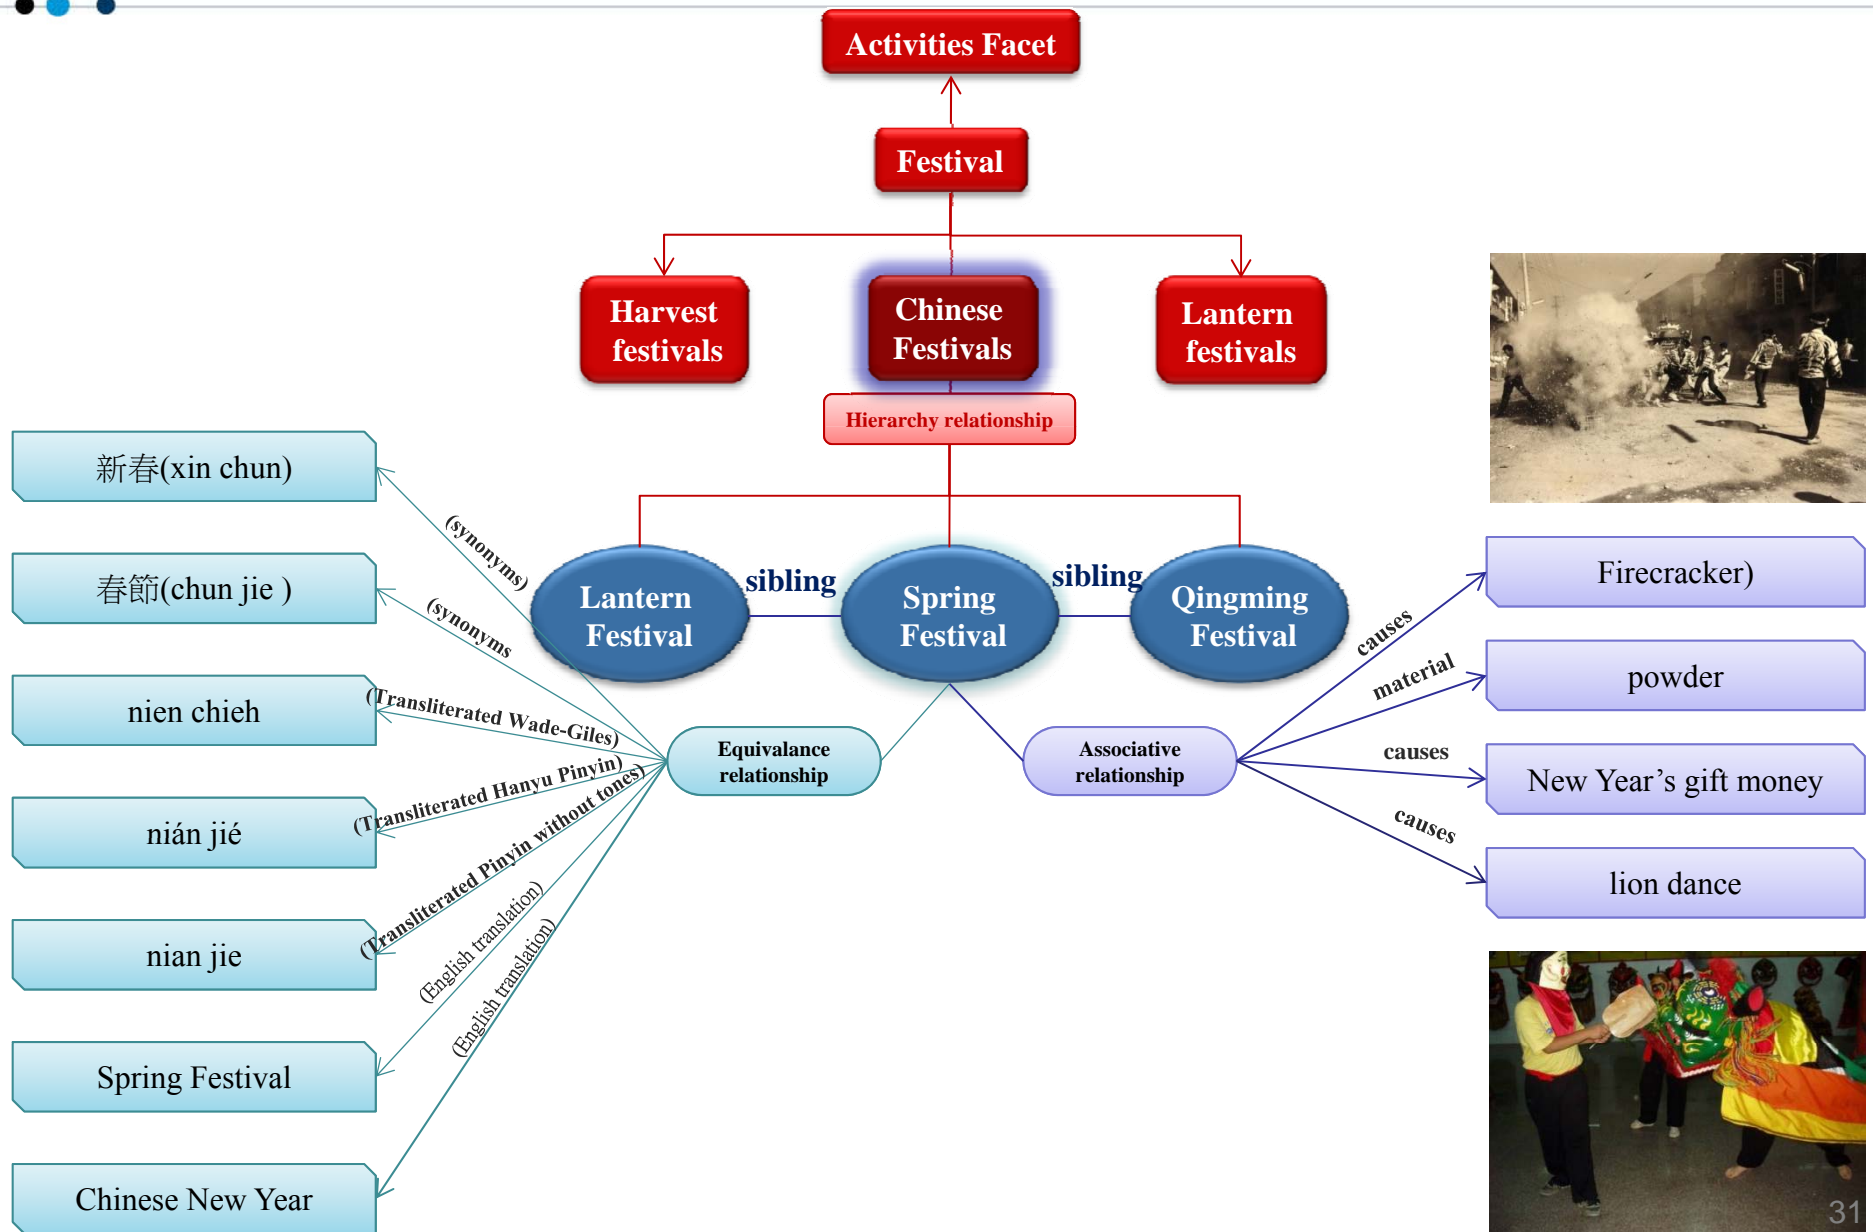 Activities Facet
Festival
Harvest
festivals
Chinese
Festivals
Lantern
festivals
Hierarchy relationship
新春(xin chun)
春節(chun jie )
nien chieh
nián jié
nian jie
Spring Festival
Chinese New Year
(synonyms)
(synonyms
(Transliterated Wade-Giles)
(Transliterated Hanyu Pinyin)
(Transliterated Pinyin without tones)
(English translation)
(English translation)
Lantern
Festival
sibling
Spring
Festival
sibling
Qingming
Festival
Equivalance
relationship
Associative
relationship
causes
material
causes
causes
Firecracker)
powder
New Year’s gift money
lion dance
31